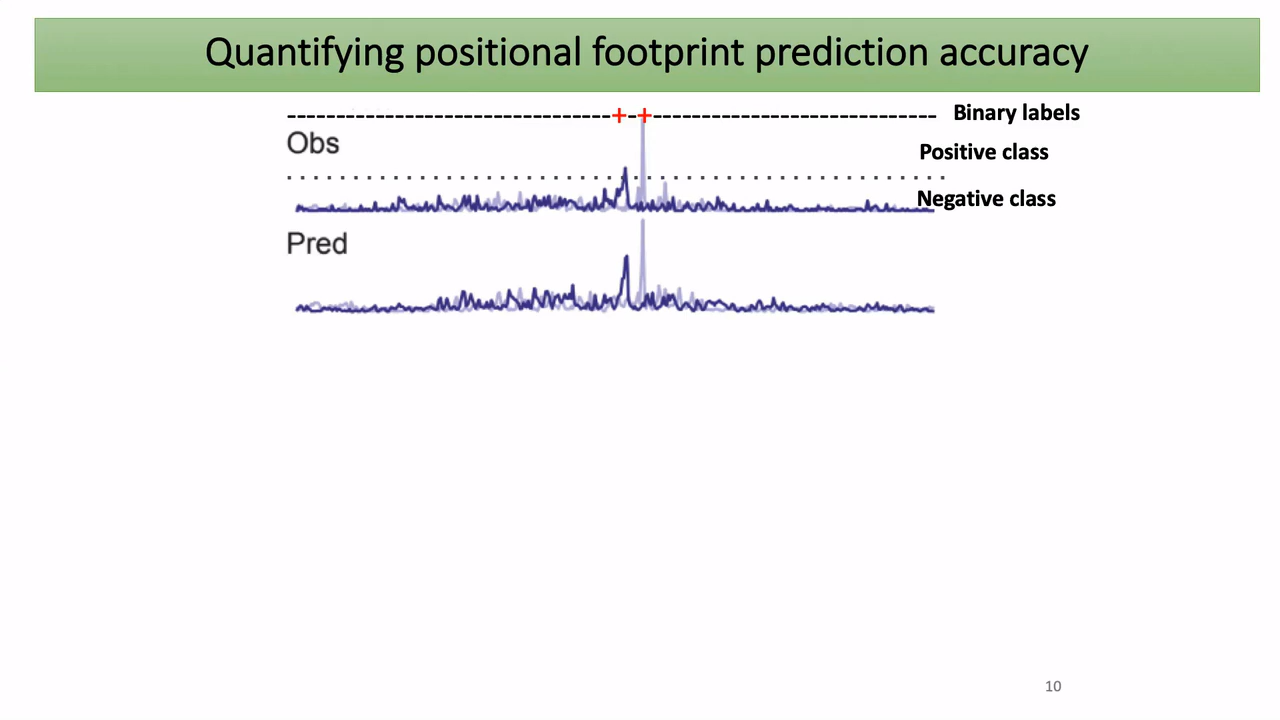 Quantifying positional footprint prediction accuracy
---------------------------------+-+----------------------------- Binary labels
Obs
Positive class
Negative class
Pred
10